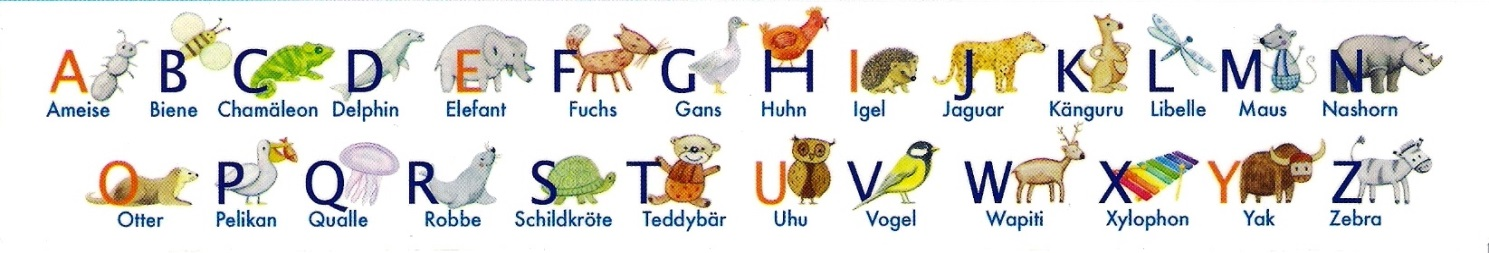 A B C D E F G H I J K L M N
Ameise Biene Chamäleon Delphin Elefant Fuchs Gans Huhn Igel Jaguar Känguru Libelle Maus Nashorn
O P Q R S T U V W X Y Z
Otter Pelikan Qualle Robbe Schildkröte Teddybär Uhu Vogel Wapiti Xylophon Yak Zebra